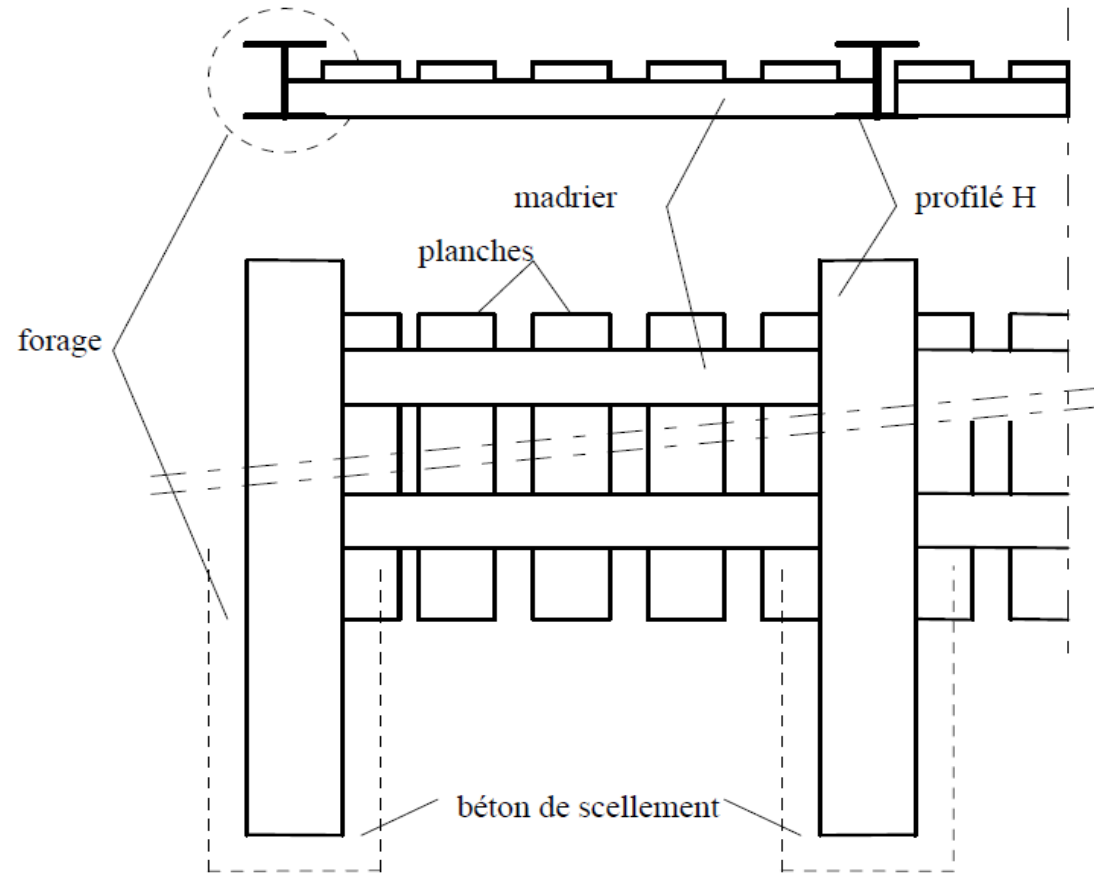 madrier
profilé H
planches
forage
béton de scellement